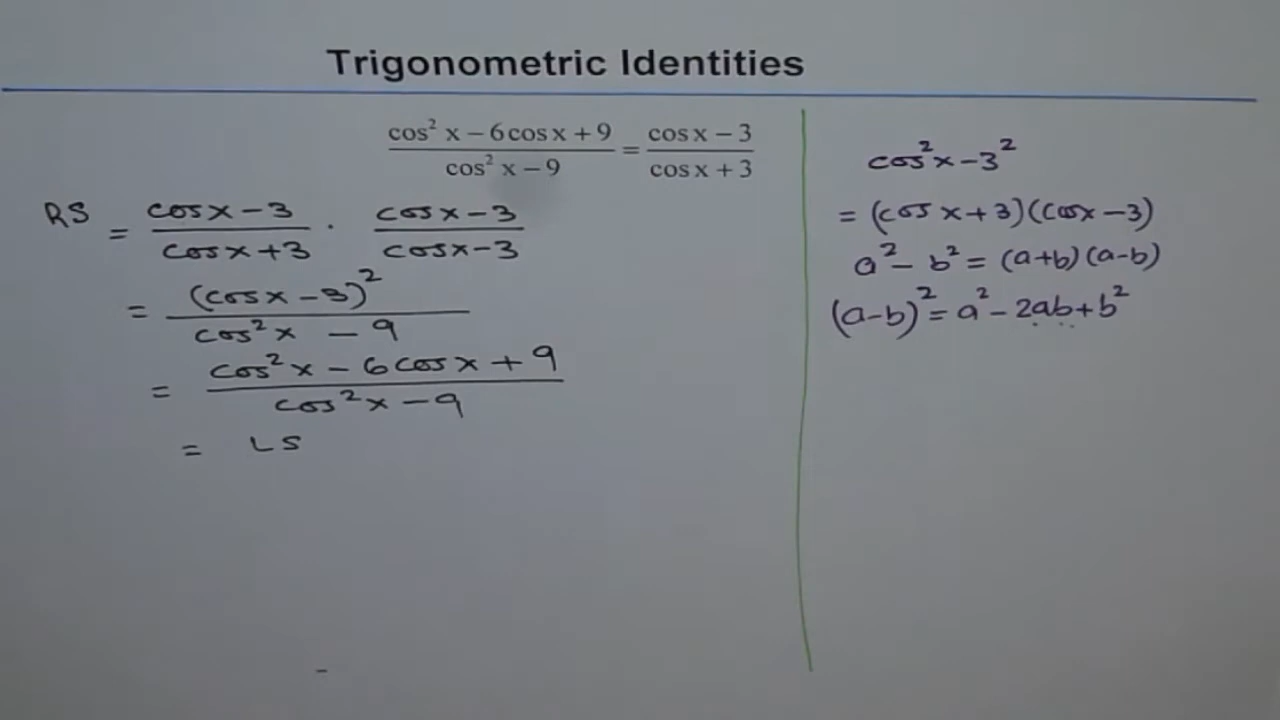 Trigonometric Identities
cos² x − 6 cos x + 9 / cos² x − 9 = cos x − 3 / cos x + 3
RS = cos x − 3 / cos x + 3 · cos x − 3 / cos x − 3
= (cos x − 3)² / cos² x − 9
= cos² x − 6 cos x + 9 / cos² x − 9
= LS
cos² x − 3²
= (cos x + 3)(cos x − 3)
a² − b² = (a+b)(a−b)
(a−b)² = a² − 2ab + b²